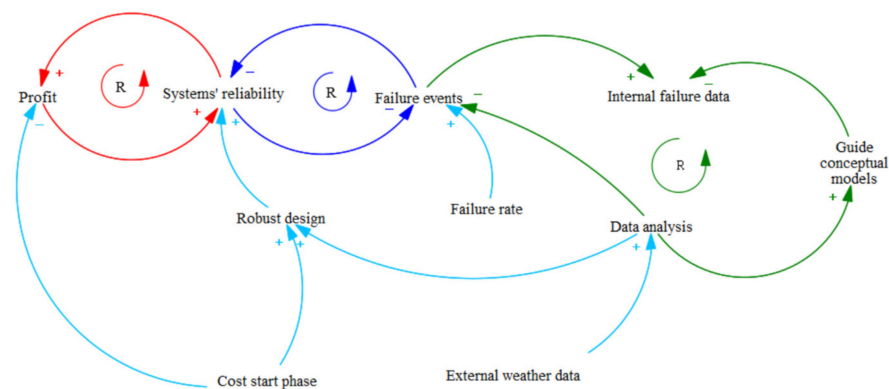 +
R
Profit
−
Systems' reliability
+
+
−
R
Failure events
−
−
+
Internal failure data
+
−
R
Guide
conceptual
models
+
Robust design
+
+
Failure rate
Data analysis
+
Cost start phase
External weather data